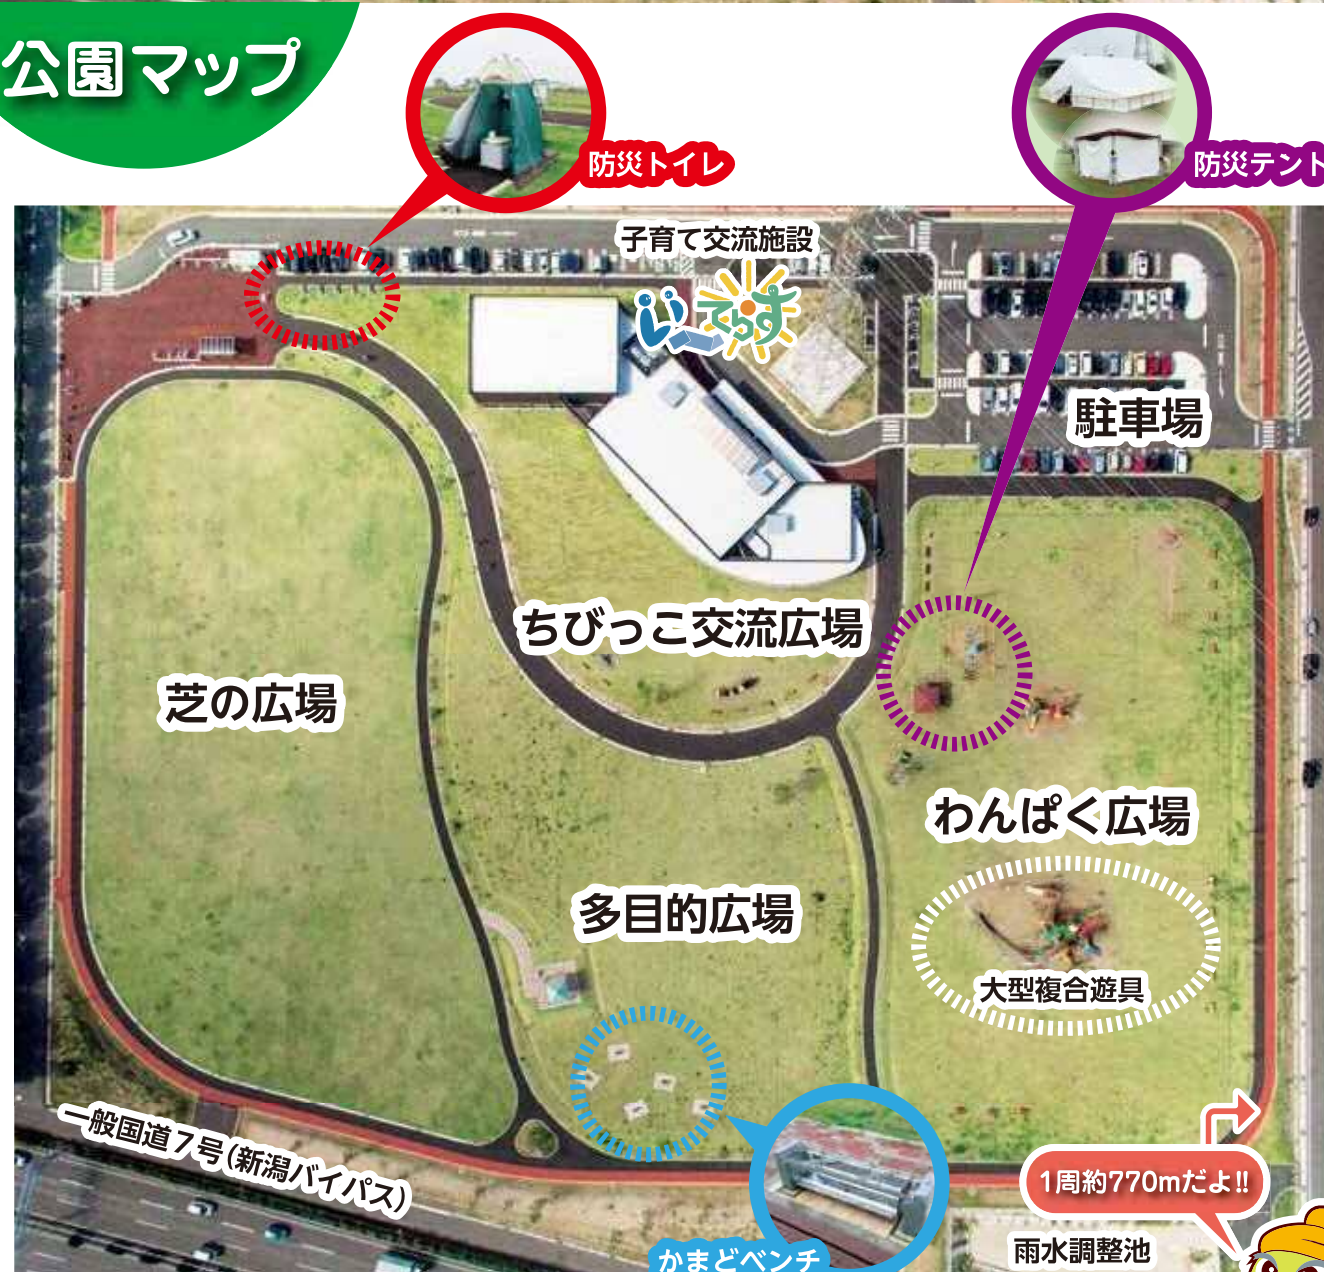 公園マップ
防災トイレ
防災テント
子育て交流施設
い〜てらす
駐車場
ちびっこ交流広場
芝の広場
わんぱく広場
多目的広場
大型複合遊具
一般国道7号(新潟バイパス)
1周約770mだよ!!
雨水調整池
かまどベンチ